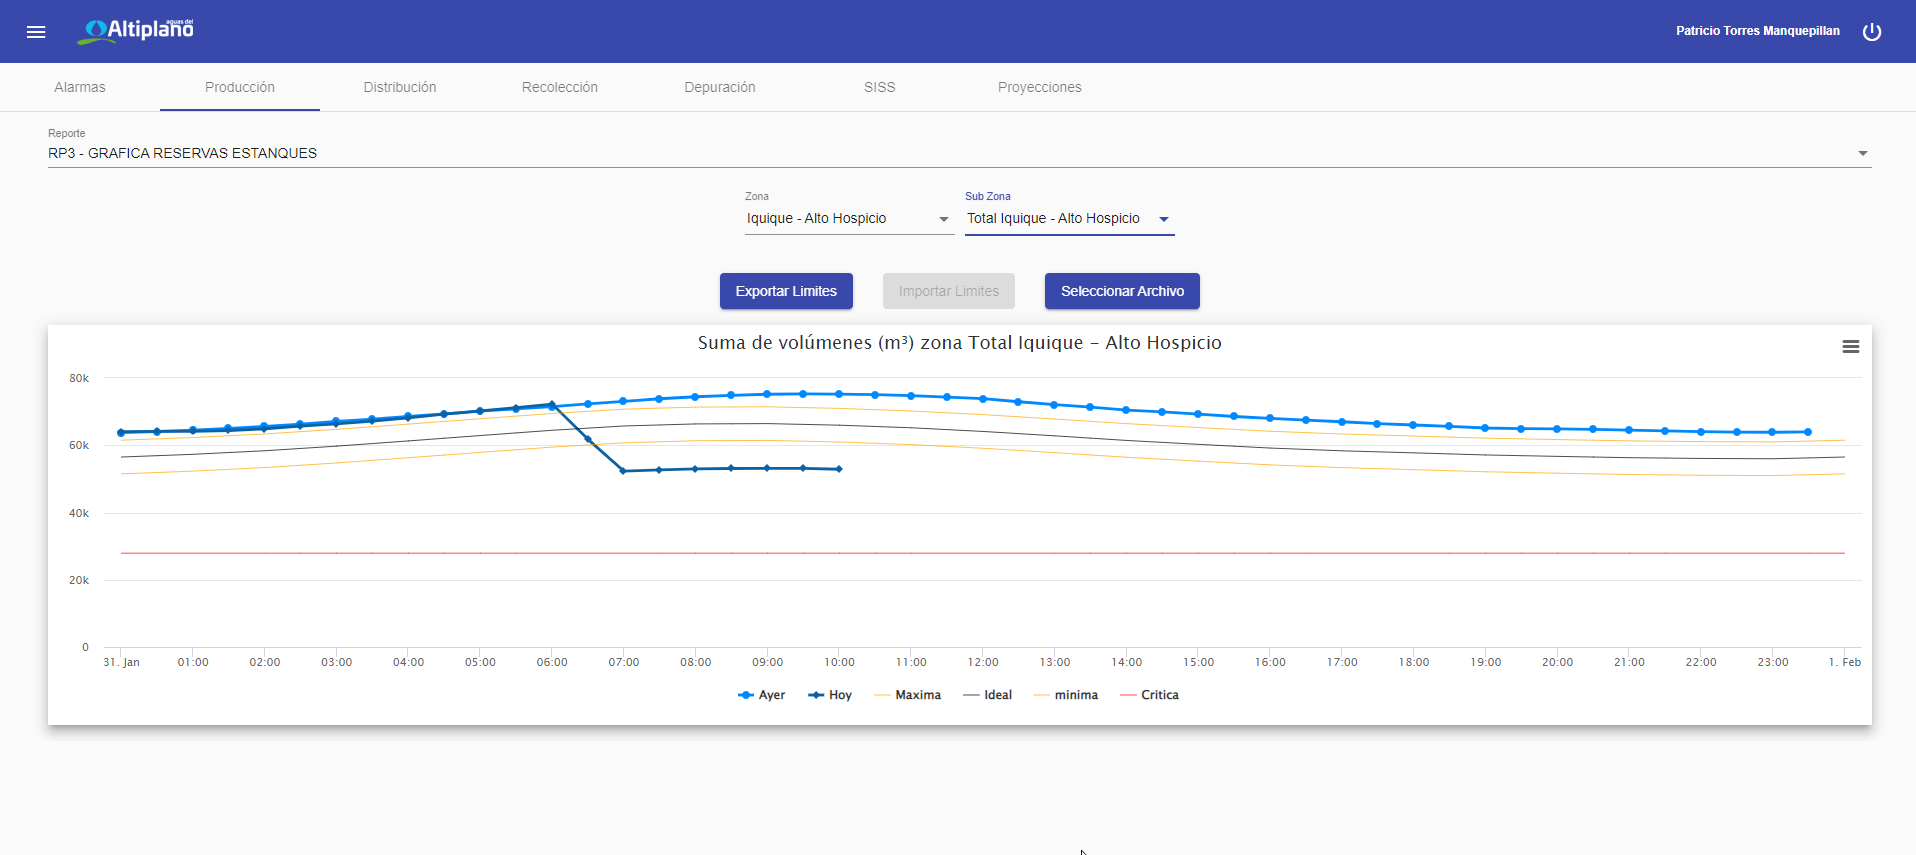 aguas del
Altiplano
Patricio Torres Manquepillan
Alarmas
Producción
Distribución
Recolección
Depuración
SISS
Proyecciones
Reporte
RP3 - GRAFICA RESERVAS ESTANQUES
Zona
Sub Zona
Iquique - Alto Hospicio
Total Iquique - Alto Hospicio
Exportar Limites
Importar Limites
Seleccionar Archivo
Suma de volúmenes (m³) zona Total Iquique - Alto Hospicio
80k
60k
40k
20k
0
31. Jan
01:00
02:00
03:00
04:00
05:00
06:00
07:00
08:00
09:00
10:00
11:00
12:00
13:00
14:00
15:00
16:00
17:00
18:00
19:00
20:00
21:00
22:00
23:00
1. Feb
Ayer
Hoy
Maxima
Ideal
minima
Critica